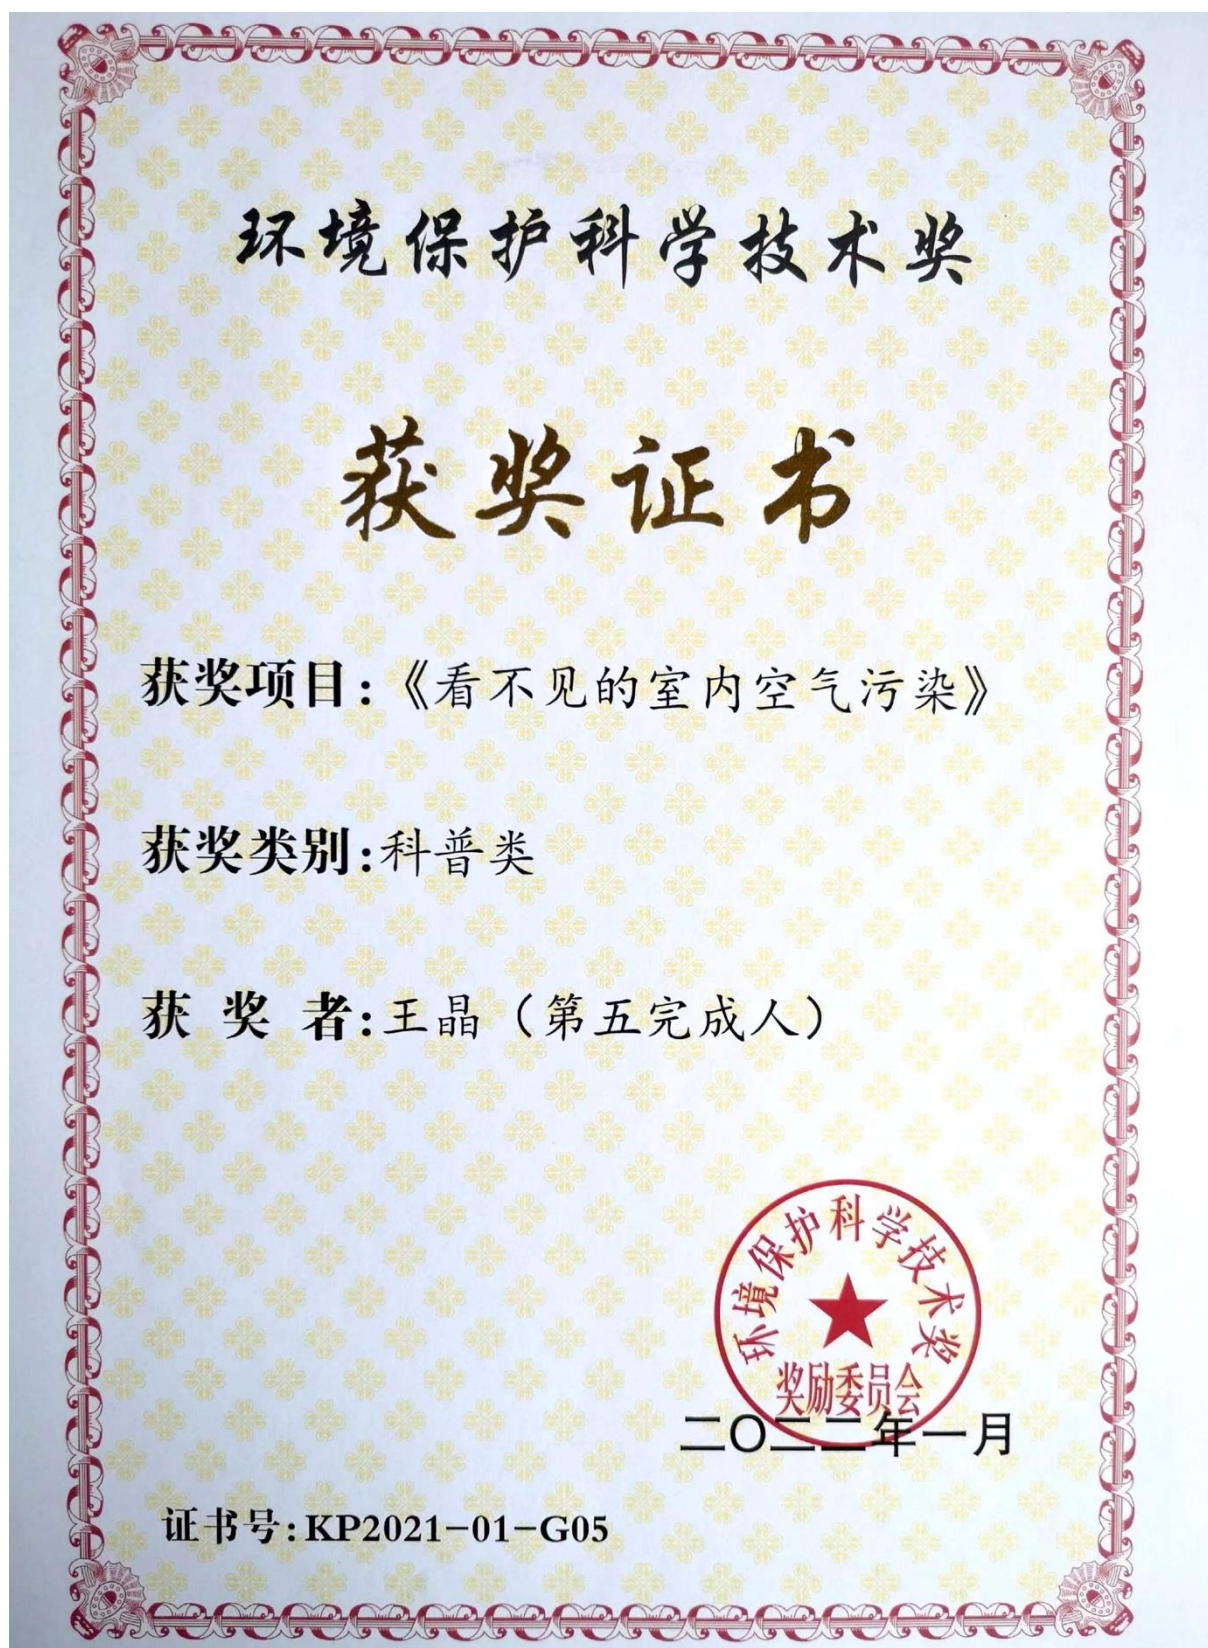 环境保护科学技术奖
获奖证书
获奖项目：《看不见的室内空气污染》
获奖类别：科普类
获 奖 者：王晶（第五完成人）
环境保护科学技术奖
奖励委员会
二〇二二年一月
证书号：KP2021-01-G05